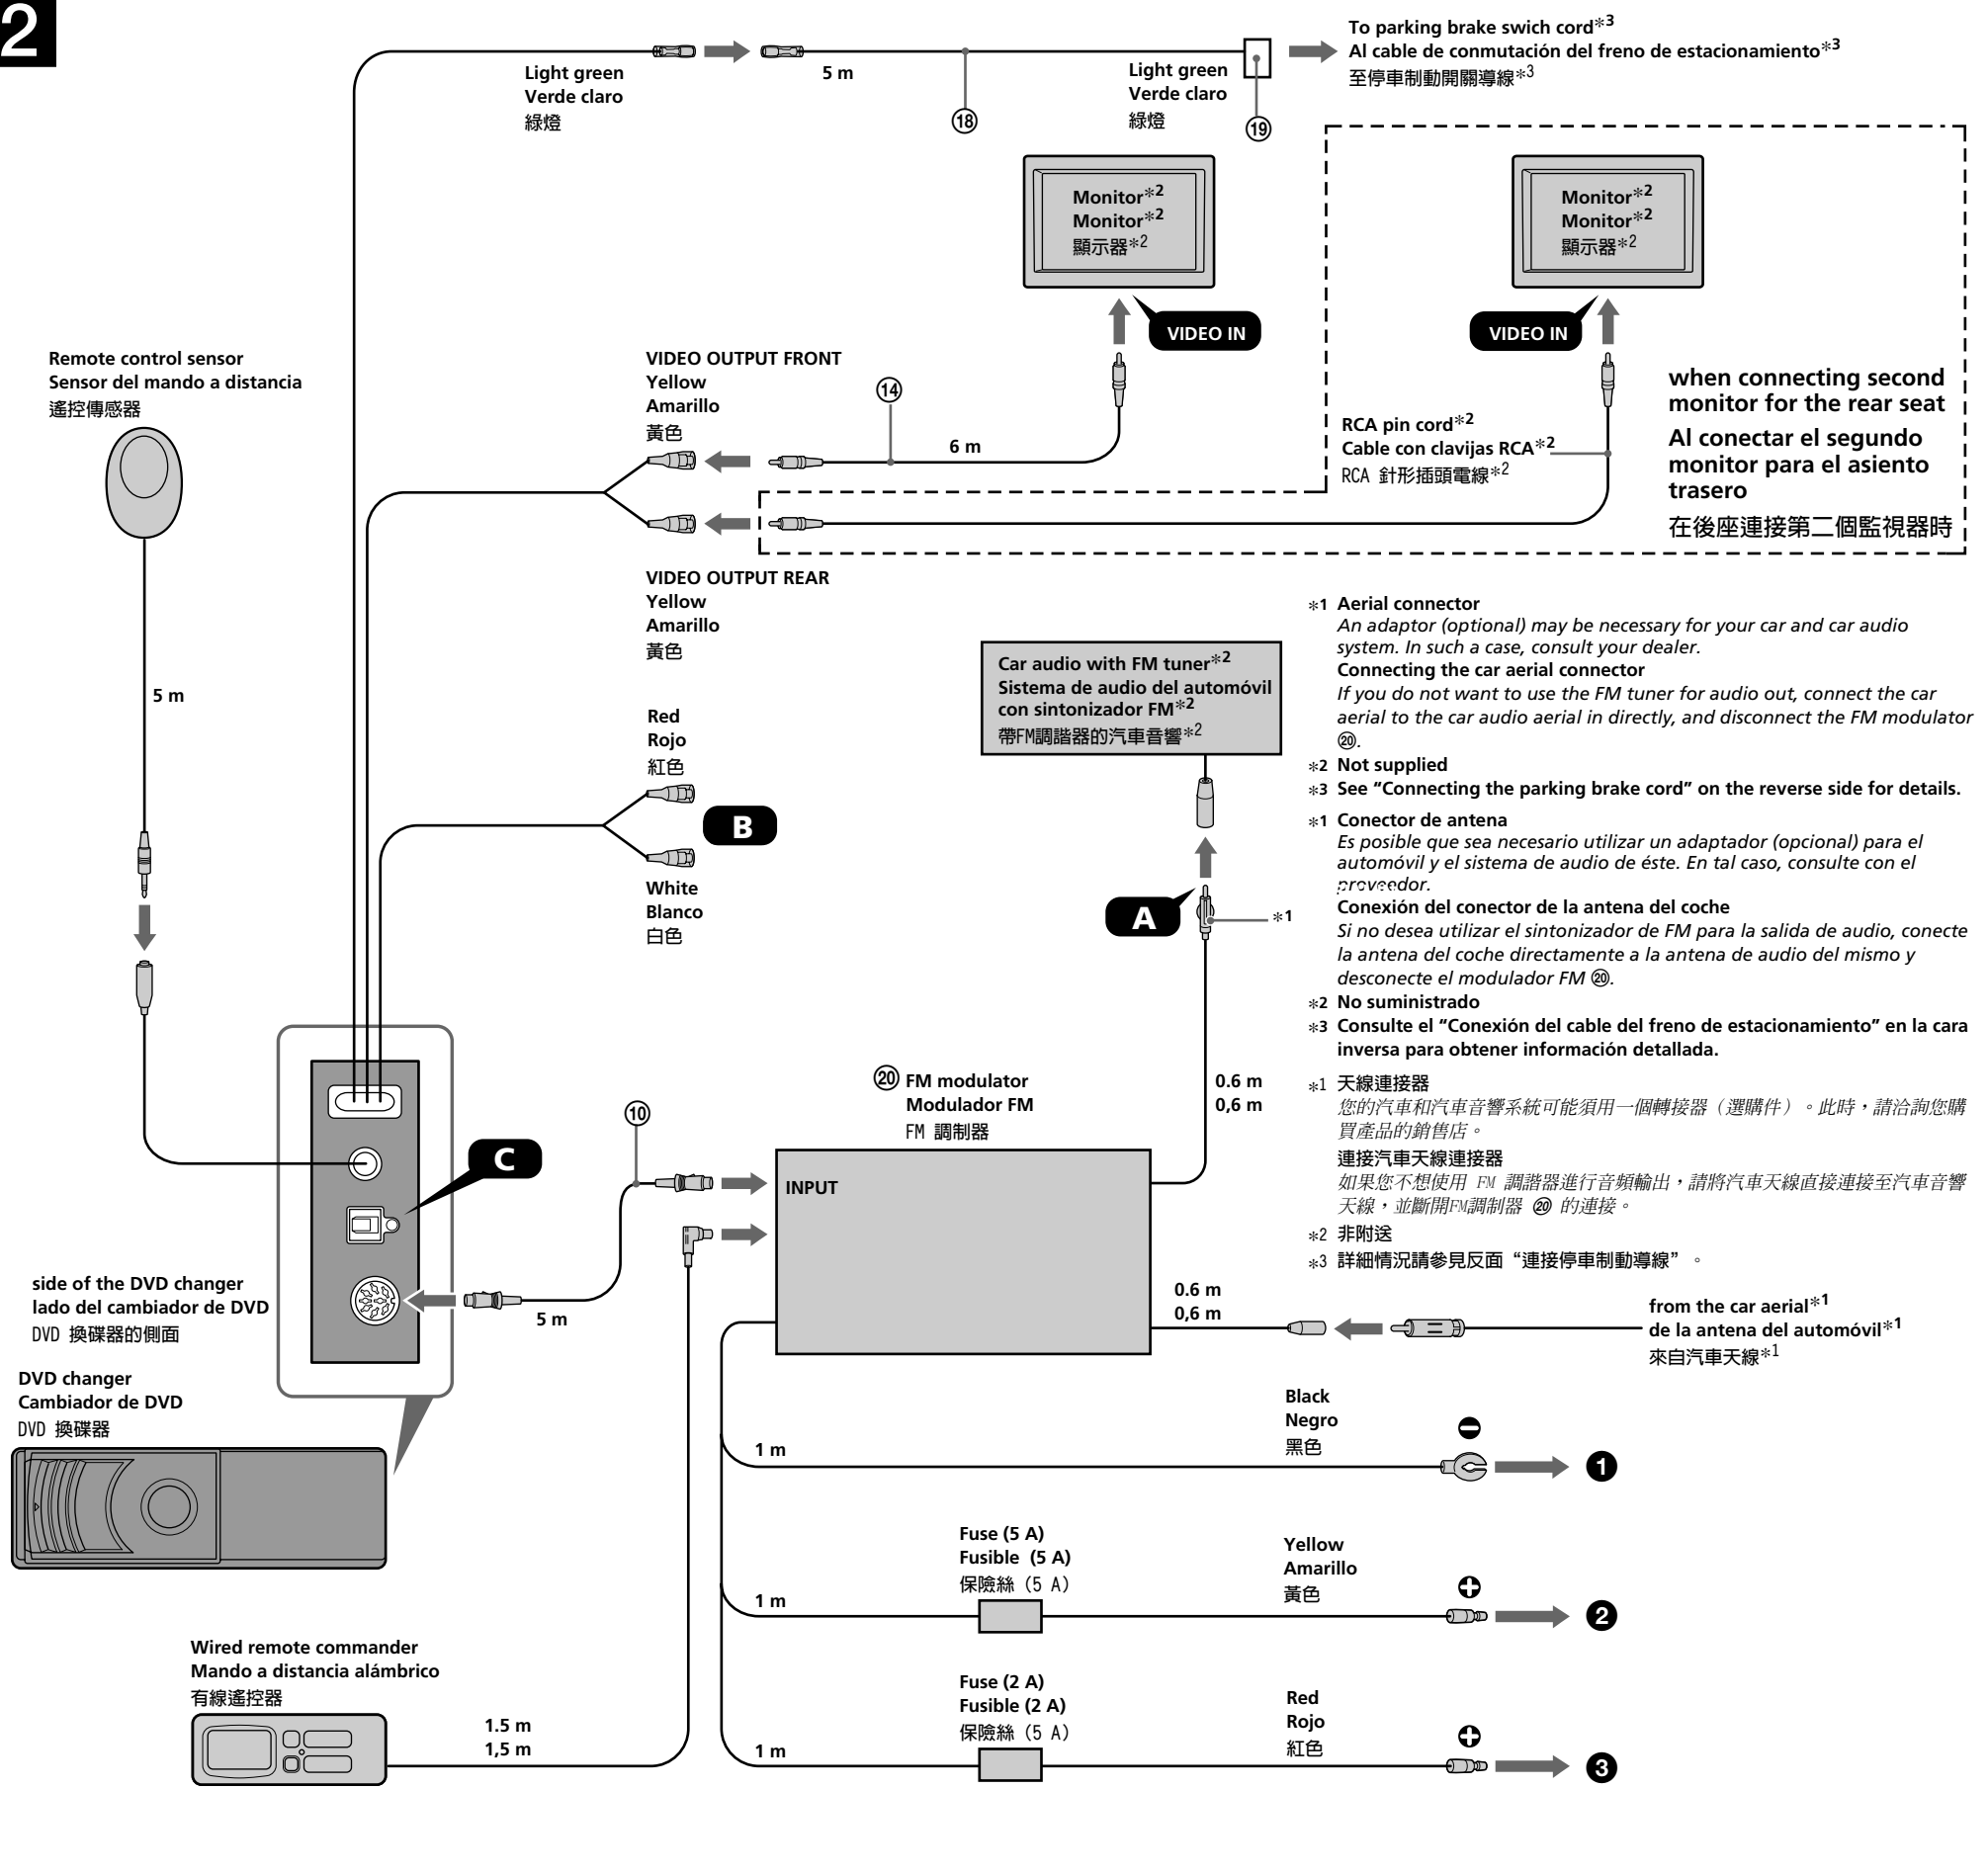 2
To parking brake swich cord*3
Al cable de conmutación del freno de estacionamiento*3
至停車制動開關導線*3
Light green
Verde claro
綠燈
5 m
⑱
Light green
Verde claro
綠燈
⑲
Monitor*2
Monitor*2
顯示器*2
VIDEO IN
Monitor*2
Monitor*2
顯示器*2
VIDEO IN
when connecting second
monitor for the rear seat
Al conectar el segundo
monitor para el asiento
trasero
在後座連接第二個監視器時
RCA pin cord*2
Cable con clavijas RCA*2
RCA 針形插頭電線*2
Remote control sensor
Sensor del mando a distancia
遙控傳感器
5 m
VIDEO OUTPUT FRONT
Yellow
Amarillo
黃色
⑭
6 m
VIDEO OUTPUT REAR
Yellow
Amarillo
黃色
Red
Rojo
紅色
B
White
Blanco
白色
Car audio with FM tuner*2
Sistema de audio del automóvil
con sintonizador FM*2
帶FM調諧器的汽車音響*2
A
*1
*1 Aerial connector
An adaptor (optional) may be necessary for your car and car audio
system. In such a case, consult your dealer.
Connecting the car aerial connector
If you do not want to use the FM tuner for audio out, connect the car
aerial to the car audio aerial in directly, and disconnect the FM modulator
⑳.
*2 Not supplied
*3 See “Connecting the parking brake cord” on the reverse side for details.
*1 Conector de antena
Es posible que sea necesario utilizar un adaptador (opcional) para el
automóvil y el sistema de audio de éste. En tal caso, consulte con el
proveedor.
Conexión del conector de la antena del coche
Si no desea utilizar el sintonizador de FM para la salida de audio, conecte
la antena del coche directamente a la antena de audio del mismo y
desconecte el modulador FM ⑳.
*2 No suministrado
*3 Consulte el “Conexión del cable del freno de estacionamiento” en la cara
inversa para obtener información detallada.
*1 天線連接器
您的汽車和汽車音響系統可能須用一個轉接器（選購件）。此時，請洽詢您購
買產品的銷售店。
連接汽車天線連接器
如果您不想使用 FM 調諧器進行音頻輸出，請將汽車天線直接連接至汽車音響
天線，並斷開FM調制器 ⑳ 的連接。
*2 非附送
*3 詳細情況請參見反面“連接停車制動導線”。
⑳ FM modulator
Modulador FM
FM 調制器
0.6 m
0,6 m
⑩
C
INPUT
5 m
side of the DVD changer
lado del cambiador de DVD
DVD 換碟器的側面
DVD changer
Cambiador de DVD
DVD 換碟器
0.6 m
0,6 m
from the car aerial*1
de la antena del automóvil*1
來自汽車天線*1
1 m
Black
Negro
黑色
❶
1 m
Fuse (5 A)
Fusible (5 A)
保險絲（5 A）
Yellow
Amarillo
黃色
❷
1 m
Fuse (2 A)
Fusible (2 A)
保險絲（5 A）
Red
Rojo
紅色
❸
Wired remote commander
Mando a distancia alámbrico
有線遙控器
1.5 m
1,5 m